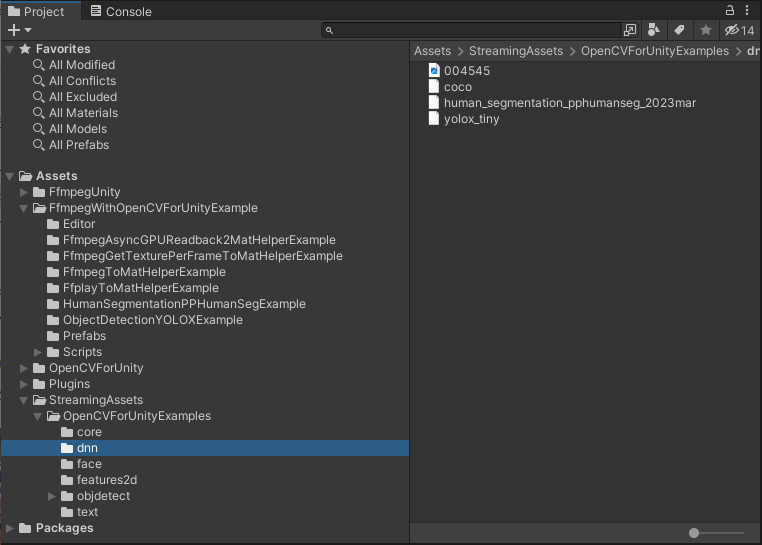 Project
Console
14
Favorites
All Modified
All Conflicts
All Excluded
All Materials
All Models
All Prefabs
Assets
FfmpegUnity
FfmpegWithOpenCVForUnityExample
Editor
FfmpegAsyncGPUReadback2MatHelperExample
FfmpegGetTexturePerFrameToMatHelperExample
FfmpegToMatHelperExample
FfplayToMatHelperExample
HumanSegmentationPPHumanSegExample
ObjectDetectionYOLOXExample
Prefabs
Scripts
OpenCVForUnity
Plugins
StreamingAssets
OpenCVForUnityExamples
core
dnn
face
features2d
objdetect
text
Packages
Assets > StreamingAssets > OpenCVForUnityExamples > dn
004545
coco
human_segmentation_pphumanseg_2023mar
yolox_tiny